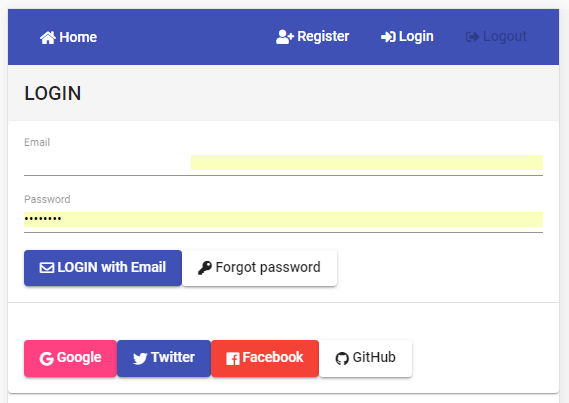 Home Register Login Logout
LOGIN
Email
Password
••••••••
LOGIN with Email Forgot password
Google Twitter Facebook GitHub